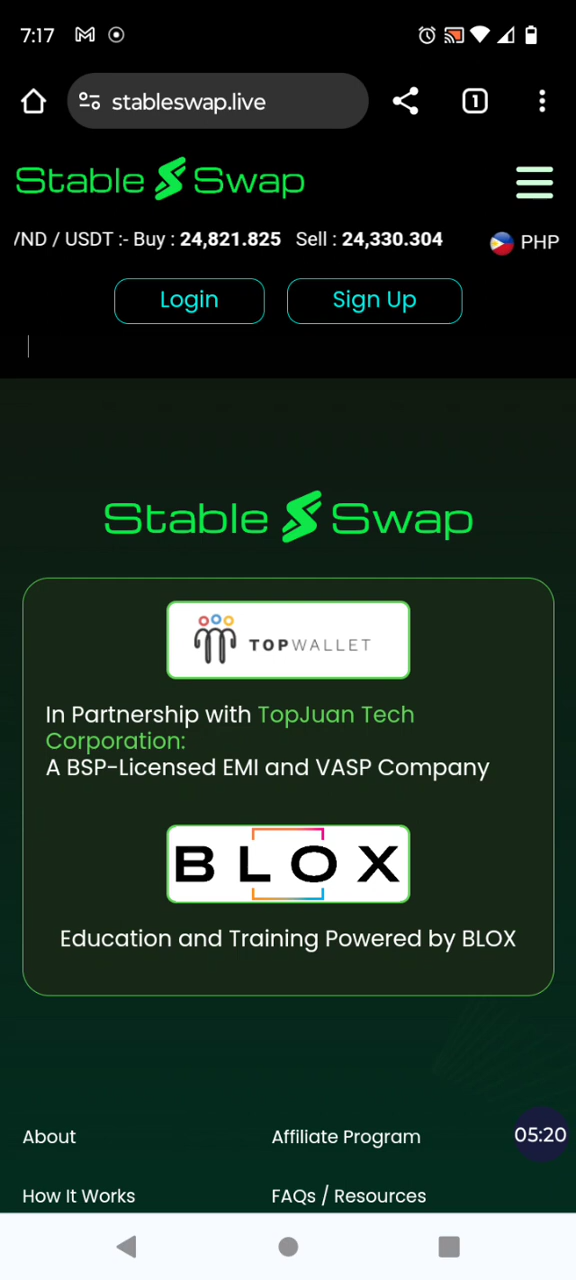 7:17
stableswap.live
1
Stable Swap
/ND / USDT :- Buy : 24,821.825 Sell : 24,330.304
PHP
Login
Sign Up
Stable Swap
TOPWALLET
In Partnership with TopJuan Tech
Corporation:
A BSP-Licensed EMI and VASP Company
BLOX
Education and Training Powered by BLOX
About
Affiliate Program
05:20
How It Works
FAQs / Resources